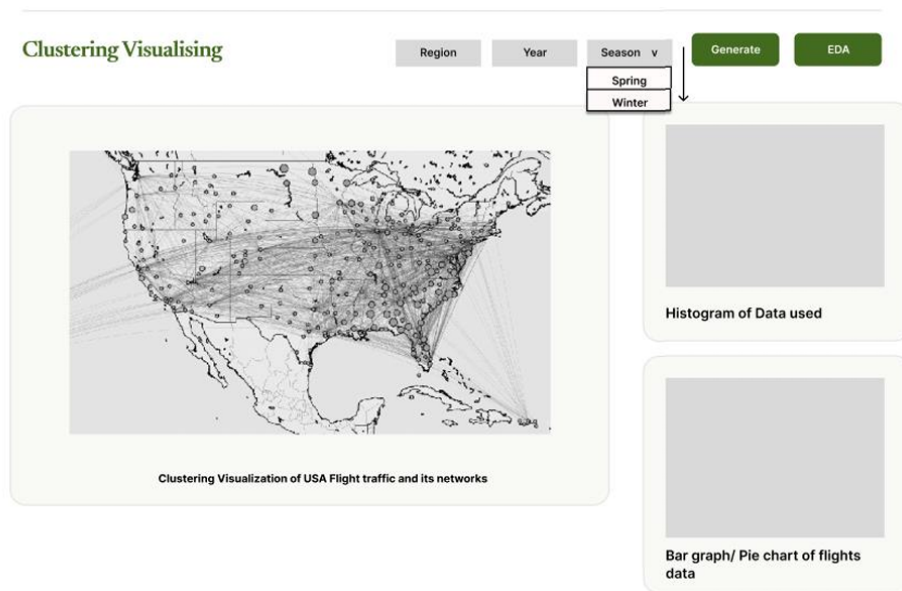 Clustering Visualising
Region
Year
Season v
Generate
EDA
Spring
Winter
Clustering Visualization of USA Flight traffic and its networks
Histogram of Data used
Bar graph/ Pie chart of flights
data